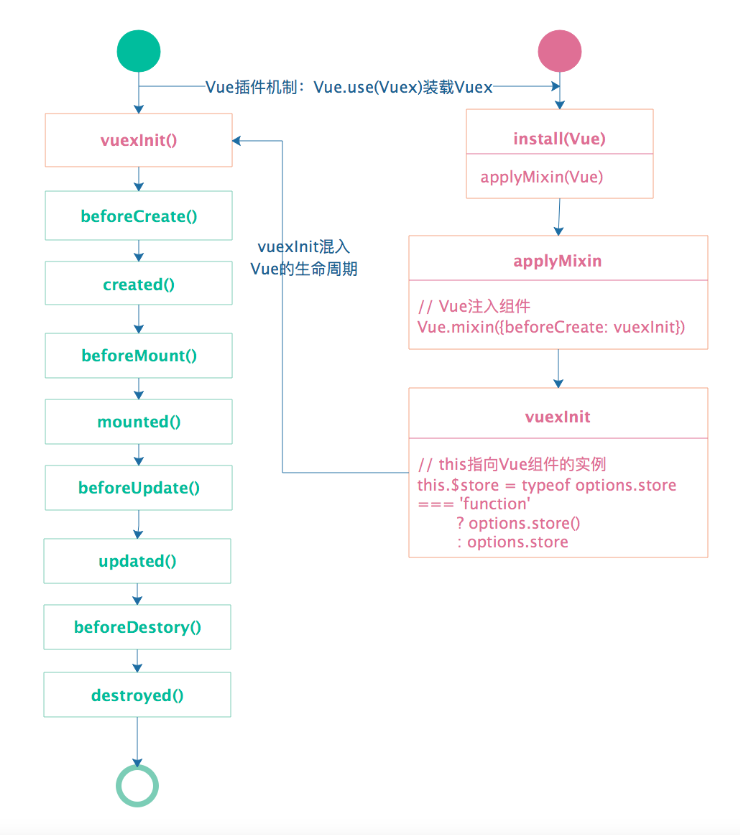 Vue插件机制：Vue.use(Vuex)装载Vuex
vuexInit()
beforeCreate()
created()
beforeMount()
mounted()
beforeUpdate()
updated()
beforeDestory()
destroyed()
vuexInit混入
Vue的生命周期
install(Vue)
applyMixin(Vue)
applyMixin
// Vue注入组件
Vue.mixin({beforeCreate: vuexInit})
vuexInit
// this指向Vue组件的实例
this.$store = typeof options.store
=== 'function'
? options.store()
: options.store